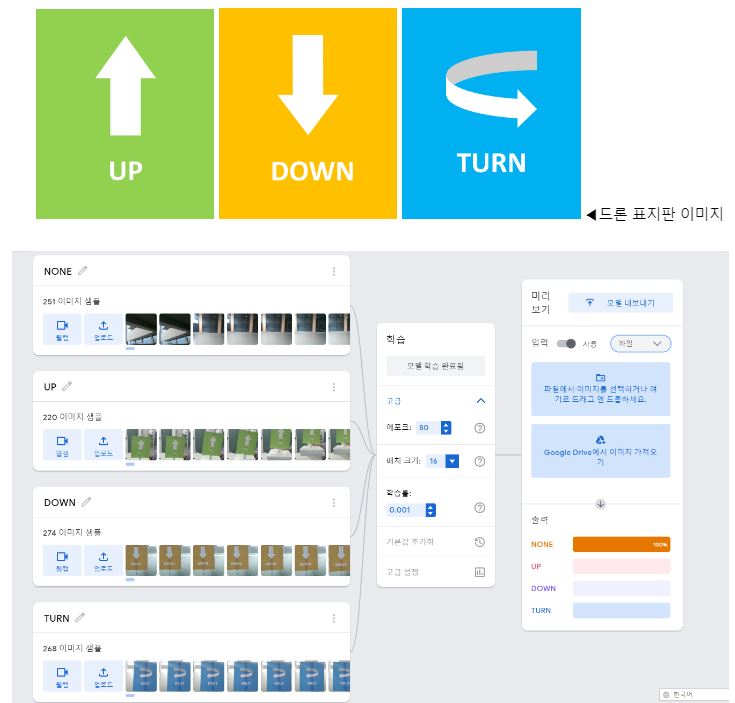 UP
DOWN
TURN
◀드론 표지판 이미지
NONE
251 이미지 샘플
웹캠
업로드
UP
220 이미지 샘플
웹캠
업로드
DOWN
274 이미지 샘플
웹캠
업로드
TURN
268 이미지 샘플
웹캠
업로드
학습
모델 학습 완료됨
고급
에포크: 80
배치 크기: 16
학습률:
0.001
기본값 초기화
고급 설정
미리
보기
모델 내보내기
입력
사용
파일
파일에서 이미지를 선택하거나 여
기로 드래그 앤 드롭하세요.
Google Drive에서 이미지 가져오
기
출력
NONE
100%
UP
DOWN
TURN
한국어